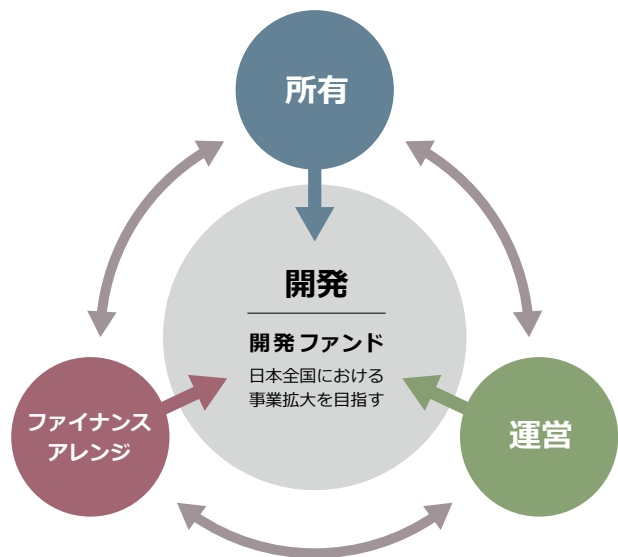 所有
開発
開発ファンド
日本全国における
事業拡大を目指す
ファイナンス
アレンジ
運営